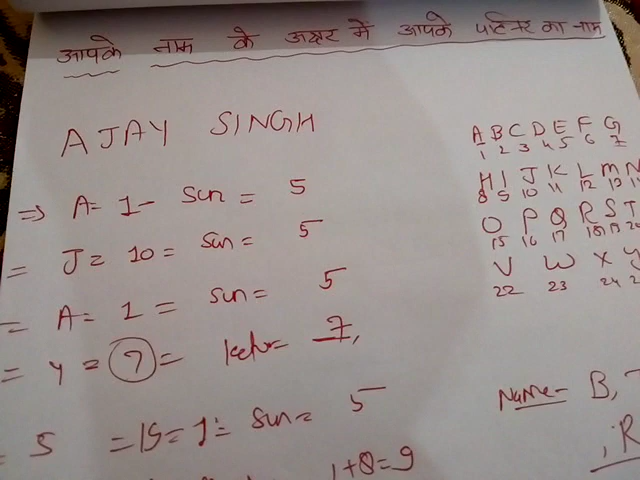 आपके नाम के अक्षर में आपके पार्टनर का नाम
AJAY SINGH
A B C D E F G
1 2 3 4 5 6 7
H I J K L M N
8 9 10 11 12 13
O P Q R S T
15 16 17 18 19 20
V W X Y
22 23 24
⇒ A= 1- Sun = 5
= J= 10= Sun= 5
= A= 1 = Sun= 5
= Y = 7 = Ketu= 7,
S =19=1= Sun= 5
1+8=9
Name- B,
, R